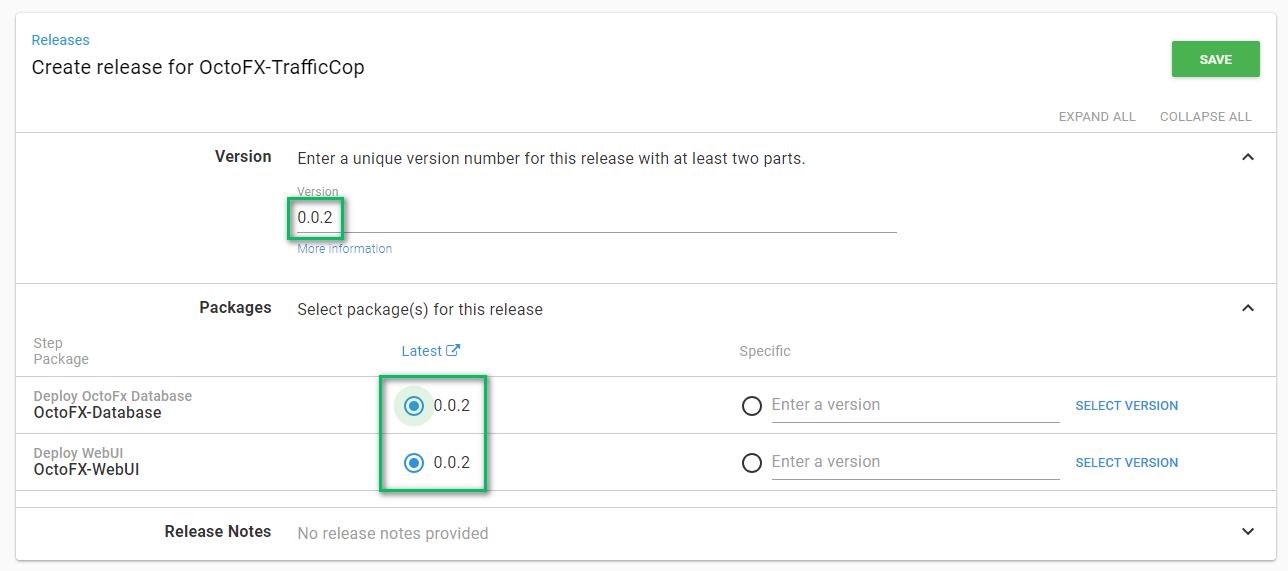 Releases
Create release for OctoFX-TrafficCop
SAVE
EXPAND ALL COLLAPSE ALL
Version Enter a unique version number for this release with at least two parts.
Version
0.0.2
More information
Packages Select package(s) for this release
Step
Package
Latest Specific
Deploy OctoFx Database
OctoFX-Database
0.0.2 Enter a version SELECT VERSION
Deploy WebUI
OctoFX-WebUI
0.0.2 Enter a version SELECT VERSION
Release Notes No release notes provided